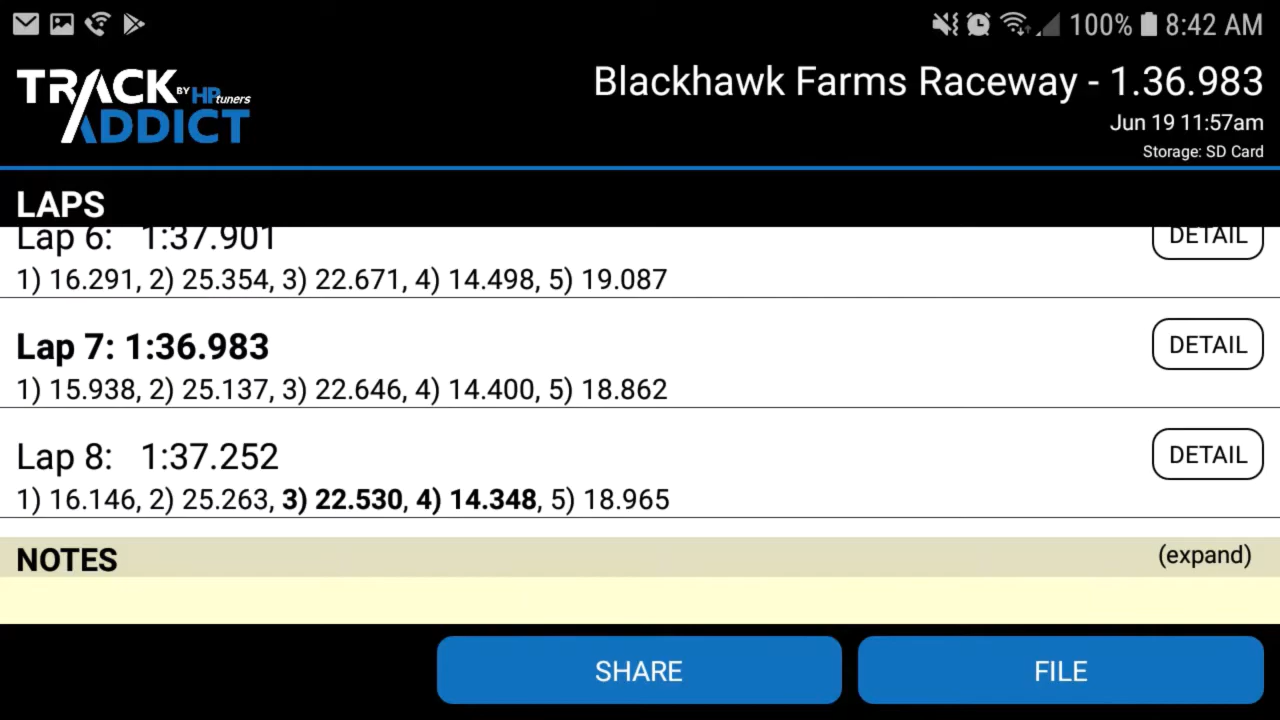 100% 8:42 AM
TRACK BY HP tuners
ADDICT
Blackhawk Farms Raceway - 1.36.983
Jun 19 11:57am
Storage: SD Card
LAPS
Lap 6: 1:37.901 DETAIL
1) 16.291, 2) 25.354, 3) 22.671, 4) 14.498, 5) 19.087
Lap 7: 1:36.983 DETAIL
1) 15.938, 2) 25.137, 3) 22.646, 4) 14.400, 5) 18.862
Lap 8: 1:37.252 DETAIL
1) 16.146, 2) 25.263, 3) 22.530, 4) 14.348, 5) 18.965
NOTES (expand)
SHARE FILE